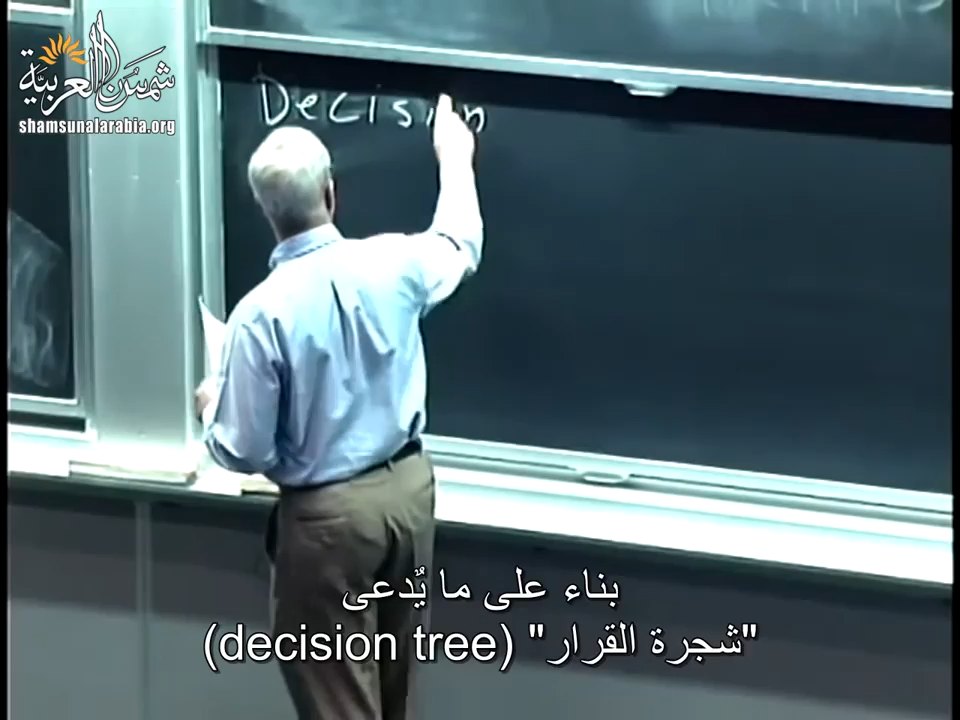 شمس العربية
shamsunalarabia.org
Decision
بناء على ما يُدعى
"شجرة القرار" (decision tree)